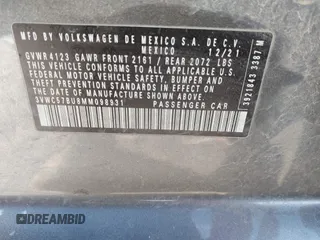 MFD BY VOLKSWAGEN DE MEXICO S.A. DE C.V.
MEXICO 12/21
GVWR 4123 GAWR FRONT 2161 / REAR 2072 LBS
THIS VEHICLE CONFORMS TO ALL APPLICABLE FEDERAL
MOTOR VEHICLE SAFETY, BUMPER, AND
THEFT PREVENTION STANDARDS IN EFFECT
ON THE DATE OF MANUFACTURE SHOWN ABOVE
3VWC57BU8MM098931
PASSENGER CAR
3921843 3387 M
DREAMBID